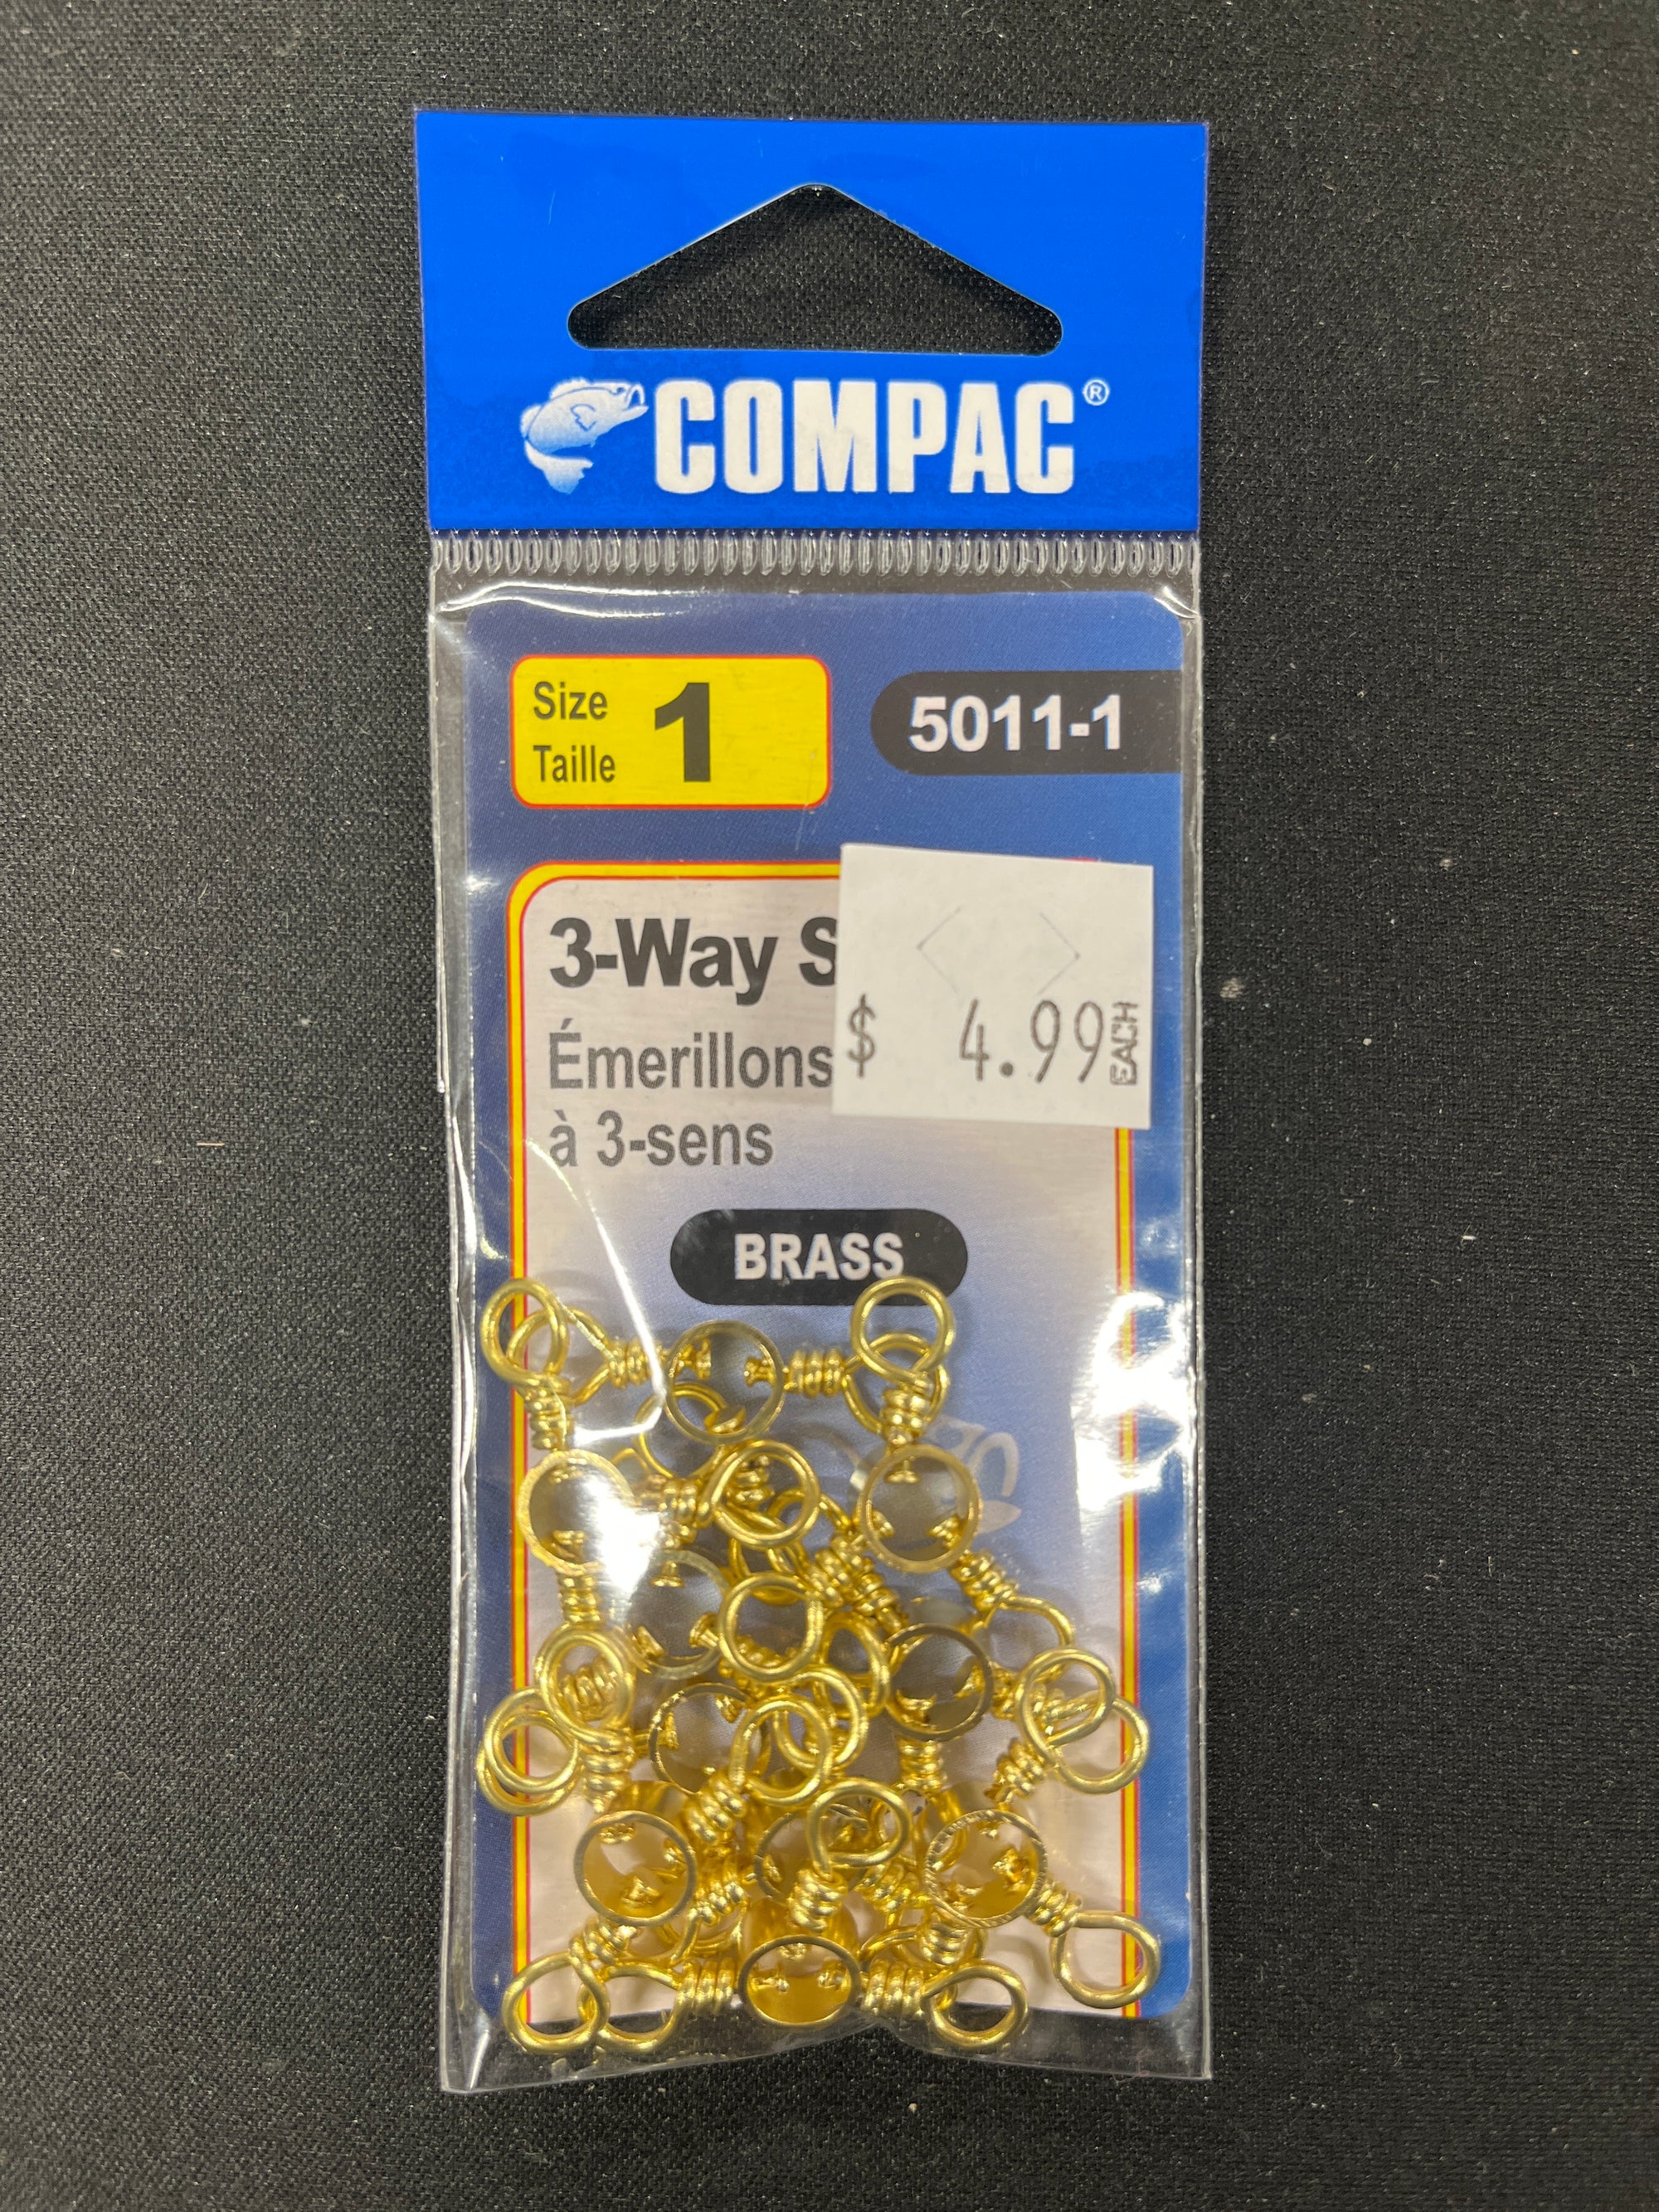 COMPAC®
Size
Taille
1
5011-1
3-Way S
Émerillons
à 3-sens
$ 4.99 EACH
BRASS